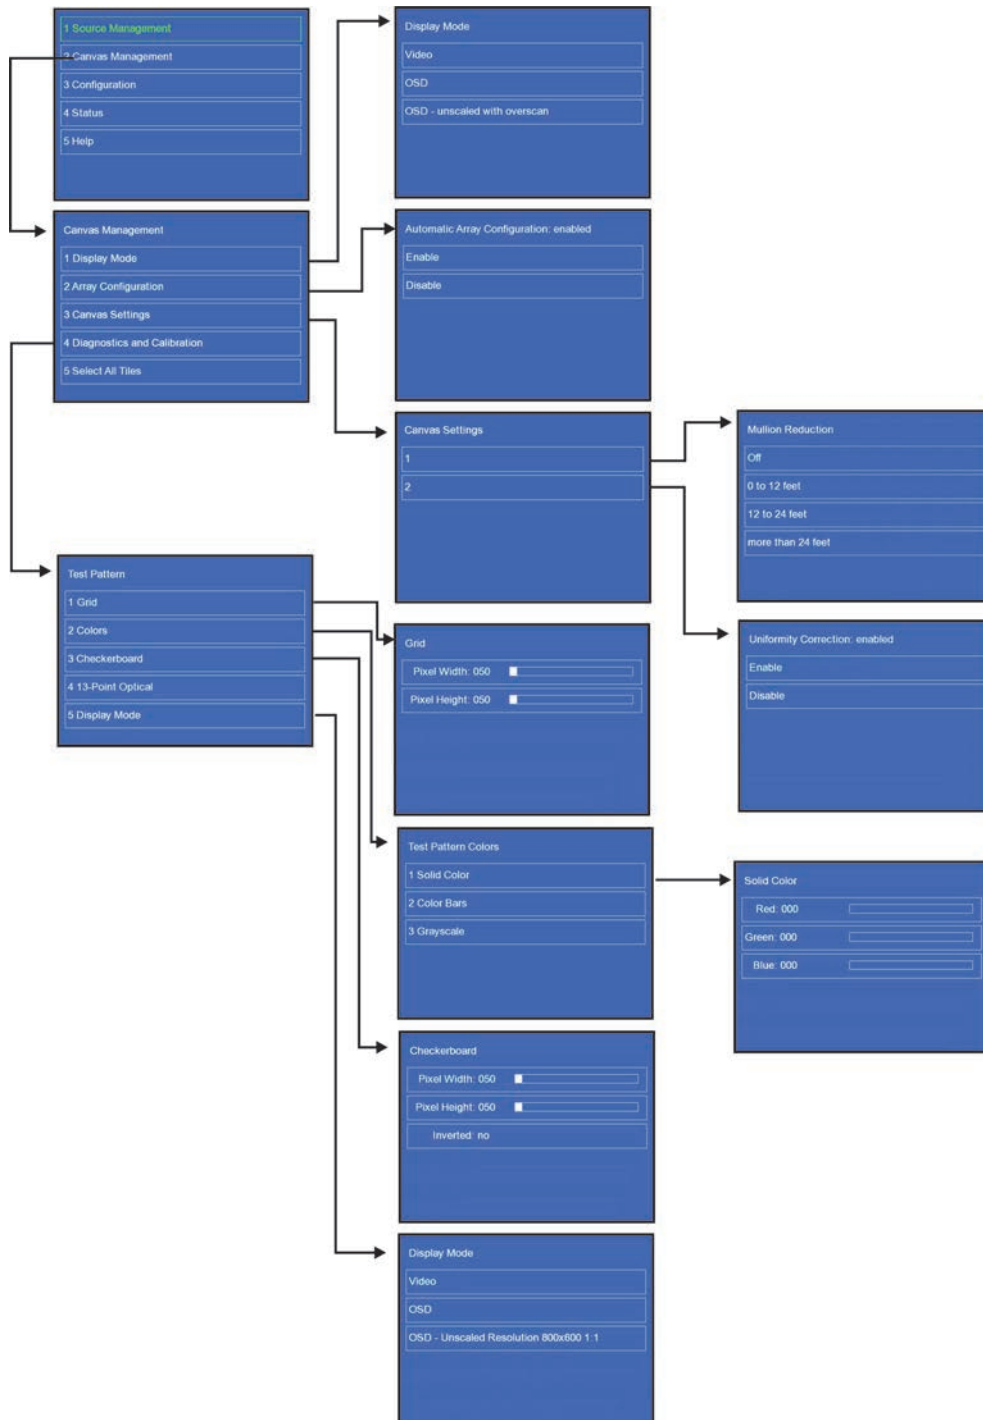 1 Source Management
2 Canvas Management
3 Configuration
4 Status
5 Help
Display Mode
Video
OSD
OSD - unscaled with overscan
Canvas Management
1 Display Mode
2 Array Configuration
3 Canvas Settings
4 Diagnostics and Calibration
5 Select All Tiles
Automatic Array Configuration: enabled
Enable
Disable
Canvas Settings
1
2
Mullion Reduction
Off
0 to 12 feet
12 to 24 feet
more than 24 feet
Uniformity Correction: enabled
Enable
Disable
Test Pattern
1 Grid
2 Colors
3 Checkerboard
4 13-Point Optical
5 Display Mode
Grid
Pixel Width: 050
Pixel Height: 050
Test Pattern Colors
1 Solid Color
2 Color Bars
3 Grayscale
Solid Color
Red: 000
Green: 000
Blue: 000
Checkerboard
Pixel Width: 050
Pixel Height: 050
Inverted: no
Display Mode
Video
OSD
OSD - Unscaled Resolution 800x600 1:1